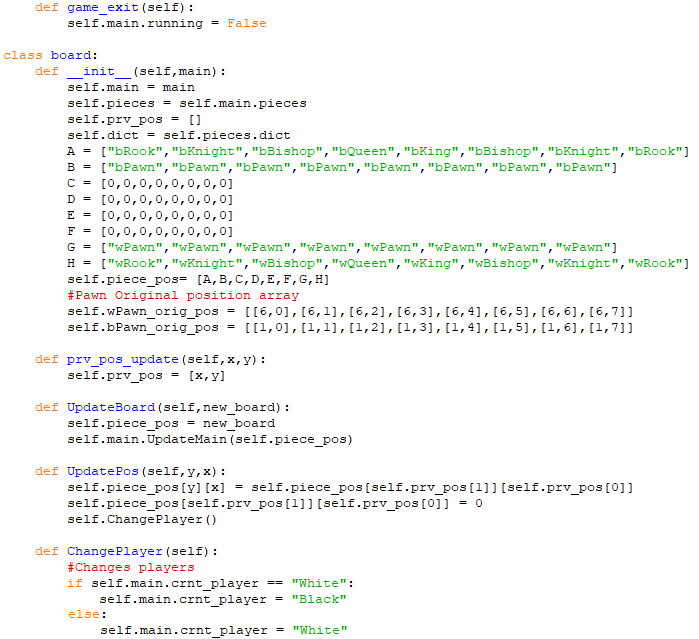 def game_exit(self):
self.main.running = False
class board:
def __init__(self,main):
self.main = main
self.pieces = self.main.pieces
self.prv_pos = []
self.dict = self.pieces.dict
A = ["bRook","bKnight","bBishop","bQueen","bKing","bBishop","bKnight","bRook"]
B = ["bPawn","bPawn","bPawn","bPawn","bPawn","bPawn","bPawn","bPawn"]
C = [0,0,0,0,0,0,0,0]
D = [0,0,0,0,0,0,0,0]
E = [0,0,0,0,0,0,0,0]
F = [0,0,0,0,0,0,0,0]
G = ["wPawn","wPawn","wPawn","wPawn","wPawn","wPawn","wPawn","wPawn"]
H = ["wRook","wKnight","wBishop","wQueen","wKing","wBishop","wKnight","wRook"]
self.piece_pos= [A,B,C,D,E,F,G,H]
#Pawn Original position array
self.wPawn_orig_pos = [[6,0],[6,1],[6,2],[6,3],[6,4],[6,5],[6,6],[6,7]]
self.bPawn_orig_pos = [[1,0],[1,1],[1,2],[1,3],[1,4],[1,5],[1,6],[1,7]]
def prv_pos_update(self,x,y):
self.prv_pos = [x,y]
def UpdateBoard(self,new_board):
self.piece_pos = new_board
self.main.UpdateMain(self.piece_pos)
def UpdatePos(self,y,x):
self.piece_pos[y][x] = self.piece_pos[self.prv_pos[1]][self.prv_pos[0]]
self.piece_pos[self.prv_pos[1]][self.prv_pos[0]] = 0
self.ChangePlayer()
def ChangePlayer(self):
#Changes players
if self.main.crnt_player == "White":
self.main.crnt_player = "Black"
else:
self.main.crnt_player = "White"